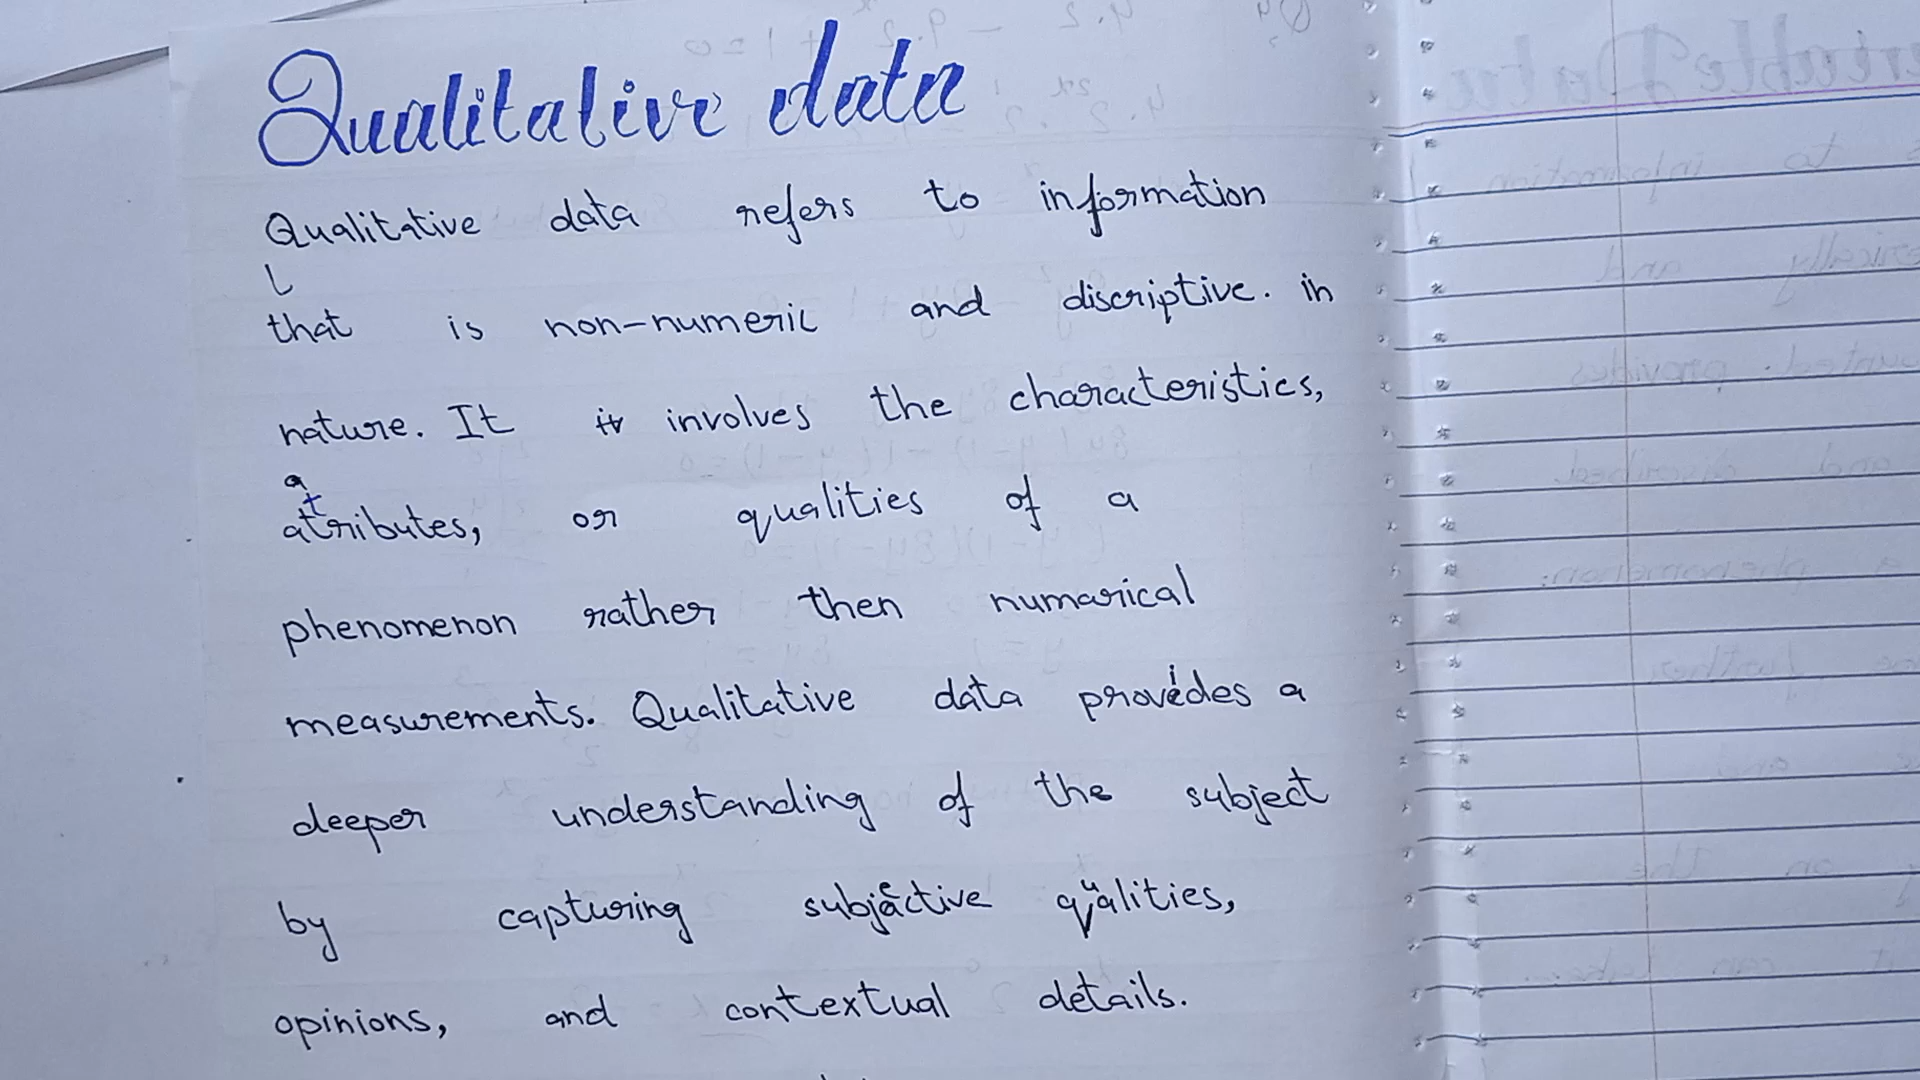 Qualitative data
Qualitative data refers to information
that is non-numeric and discriptive. in
nature. It involves the characteristics,
attributes, or qualities of a
phenomenon rather then numarical
measurements. Qualitative data provides a
deeper understanding of the subject
by capturing subjective qualities,
opinions, and contextual details.